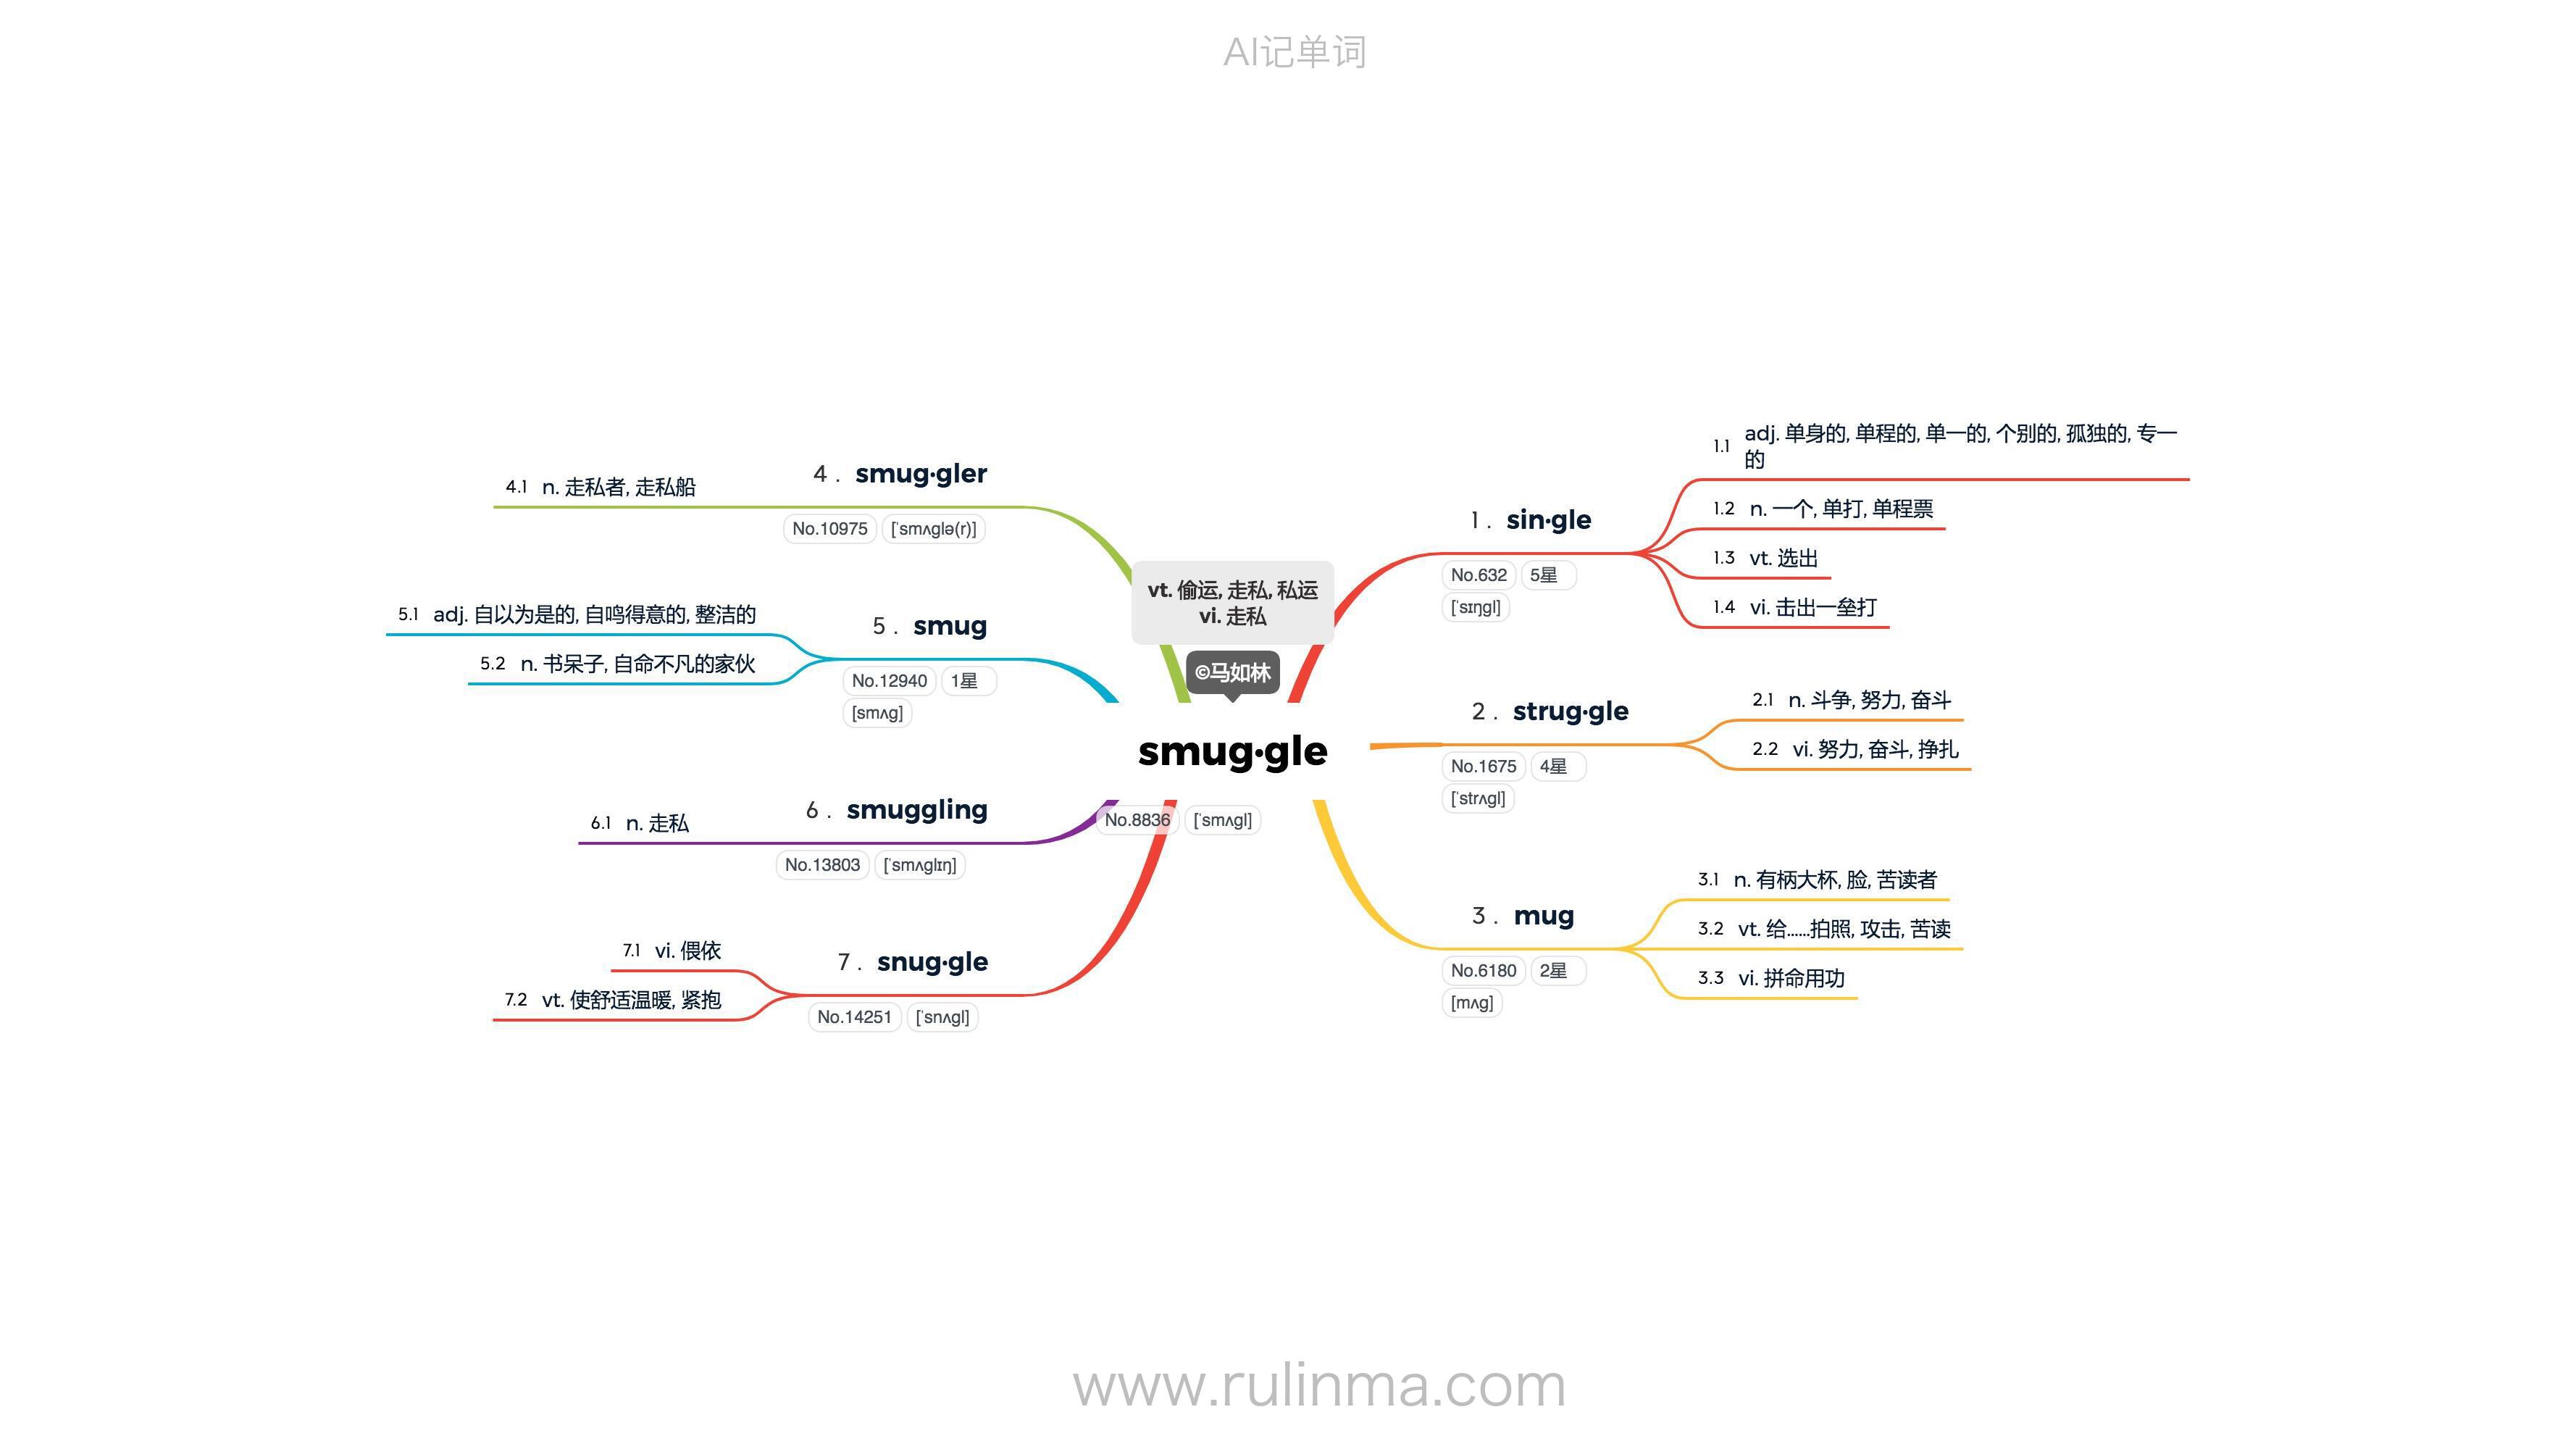 AI记单词
vt. 偷运, 走私, 私运
vi. 走私
©马如林
smug·gle
No.8836 [ˈsmʌgl]
1 . sin·gle
No.632 5星
[ˈsɪŋgl]
1.1 adj. 单身的, 单程的, 单一的, 个别的, 孤独的, 专一
的
1.2 n. 一个, 单打, 单程票
1.3 vt. 选出
1.4 vi. 击出一垒打
2 . strug·gle
No.1675 4星
[ˈstrʌgl]
2.1 n. 斗争, 努力, 奋斗
2.2 vi. 努力, 奋斗, 挣扎
3 . mug
No.6180 2星
[mʌg]
3.1 n. 有柄大杯, 脸, 苦读者
3.2 vt. 给......拍照, 攻击, 苦读
3.3 vi. 拼命用功
4 . smug·gler
No.10975 [ˈsmʌglə(r)]
4.1 n. 走私者, 走私船
5 . smug
No.12940 1星
[smʌg]
5.1 adj. 自以为是的, 自鸣得意的, 整洁的
5.2 n. 书呆子, 自命不凡的家伙
6 . smuggling
No.13803 [ˈsmʌglɪŋ]
6.1 n. 走私
7 . snug·gle
No.14251 [ˈsnʌgl]
7.1 vi. 偎依
7.2 vt. 使舒适温暖, 紧抱
www.rulinma.com